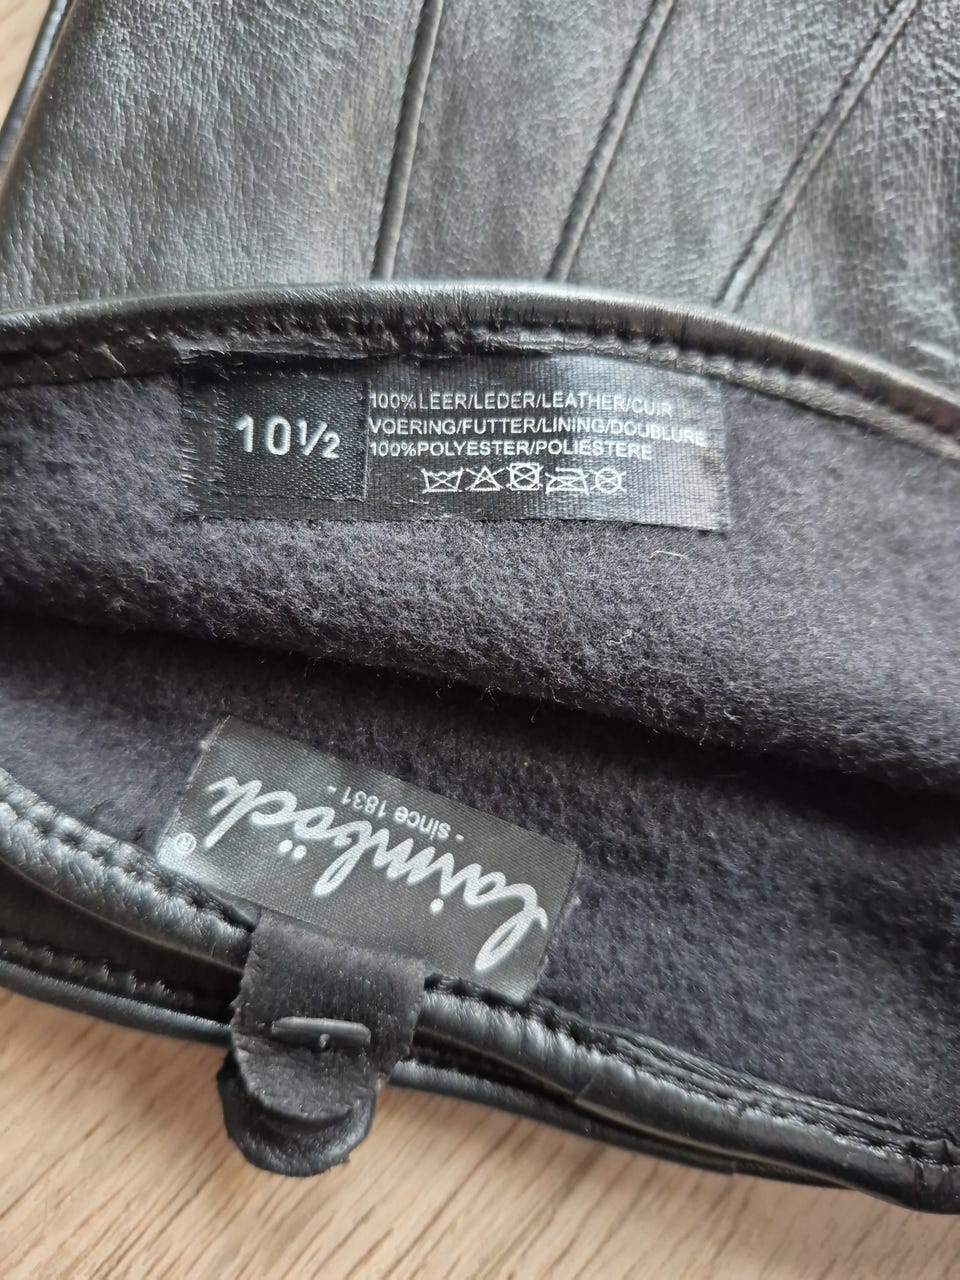 10½
100%LEER/LEDER/LEATHER/CUIR
VOERING/FUTTER/LINING/DOUBLURE
100%POLYESTER/POLIESTERE
Laimböck
- since 1831 -
®